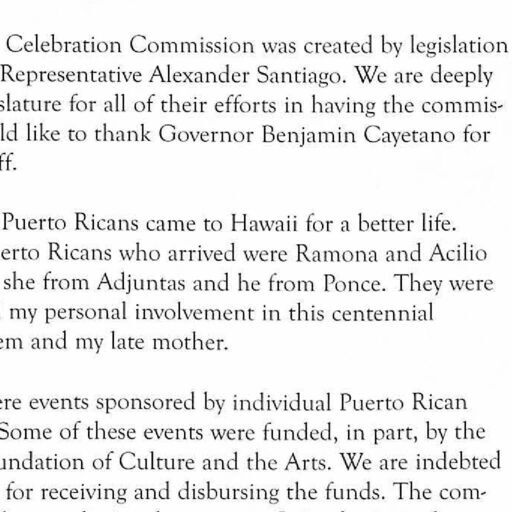 Celebration Commission was created by legislation
Representative Alexander Santiago. We are deeply
slature for all of their efforts in having the commis-
ld like to thank Governor Benjamin Cayetano for
ff.
Puerto Ricans came to Hawaii for a better life.
erto Ricans who arrived were Ramona and Acilio
she from Adjuntas and he from Ponce. They were
my personal involvement in this centennial
em and my late mother.
ere events sponsored by individual Puerto Rican
Some of these events were funded, in part, by the
undation of Culture and the Arts. We are indebted
for receiving and disbursing the funds. The com-